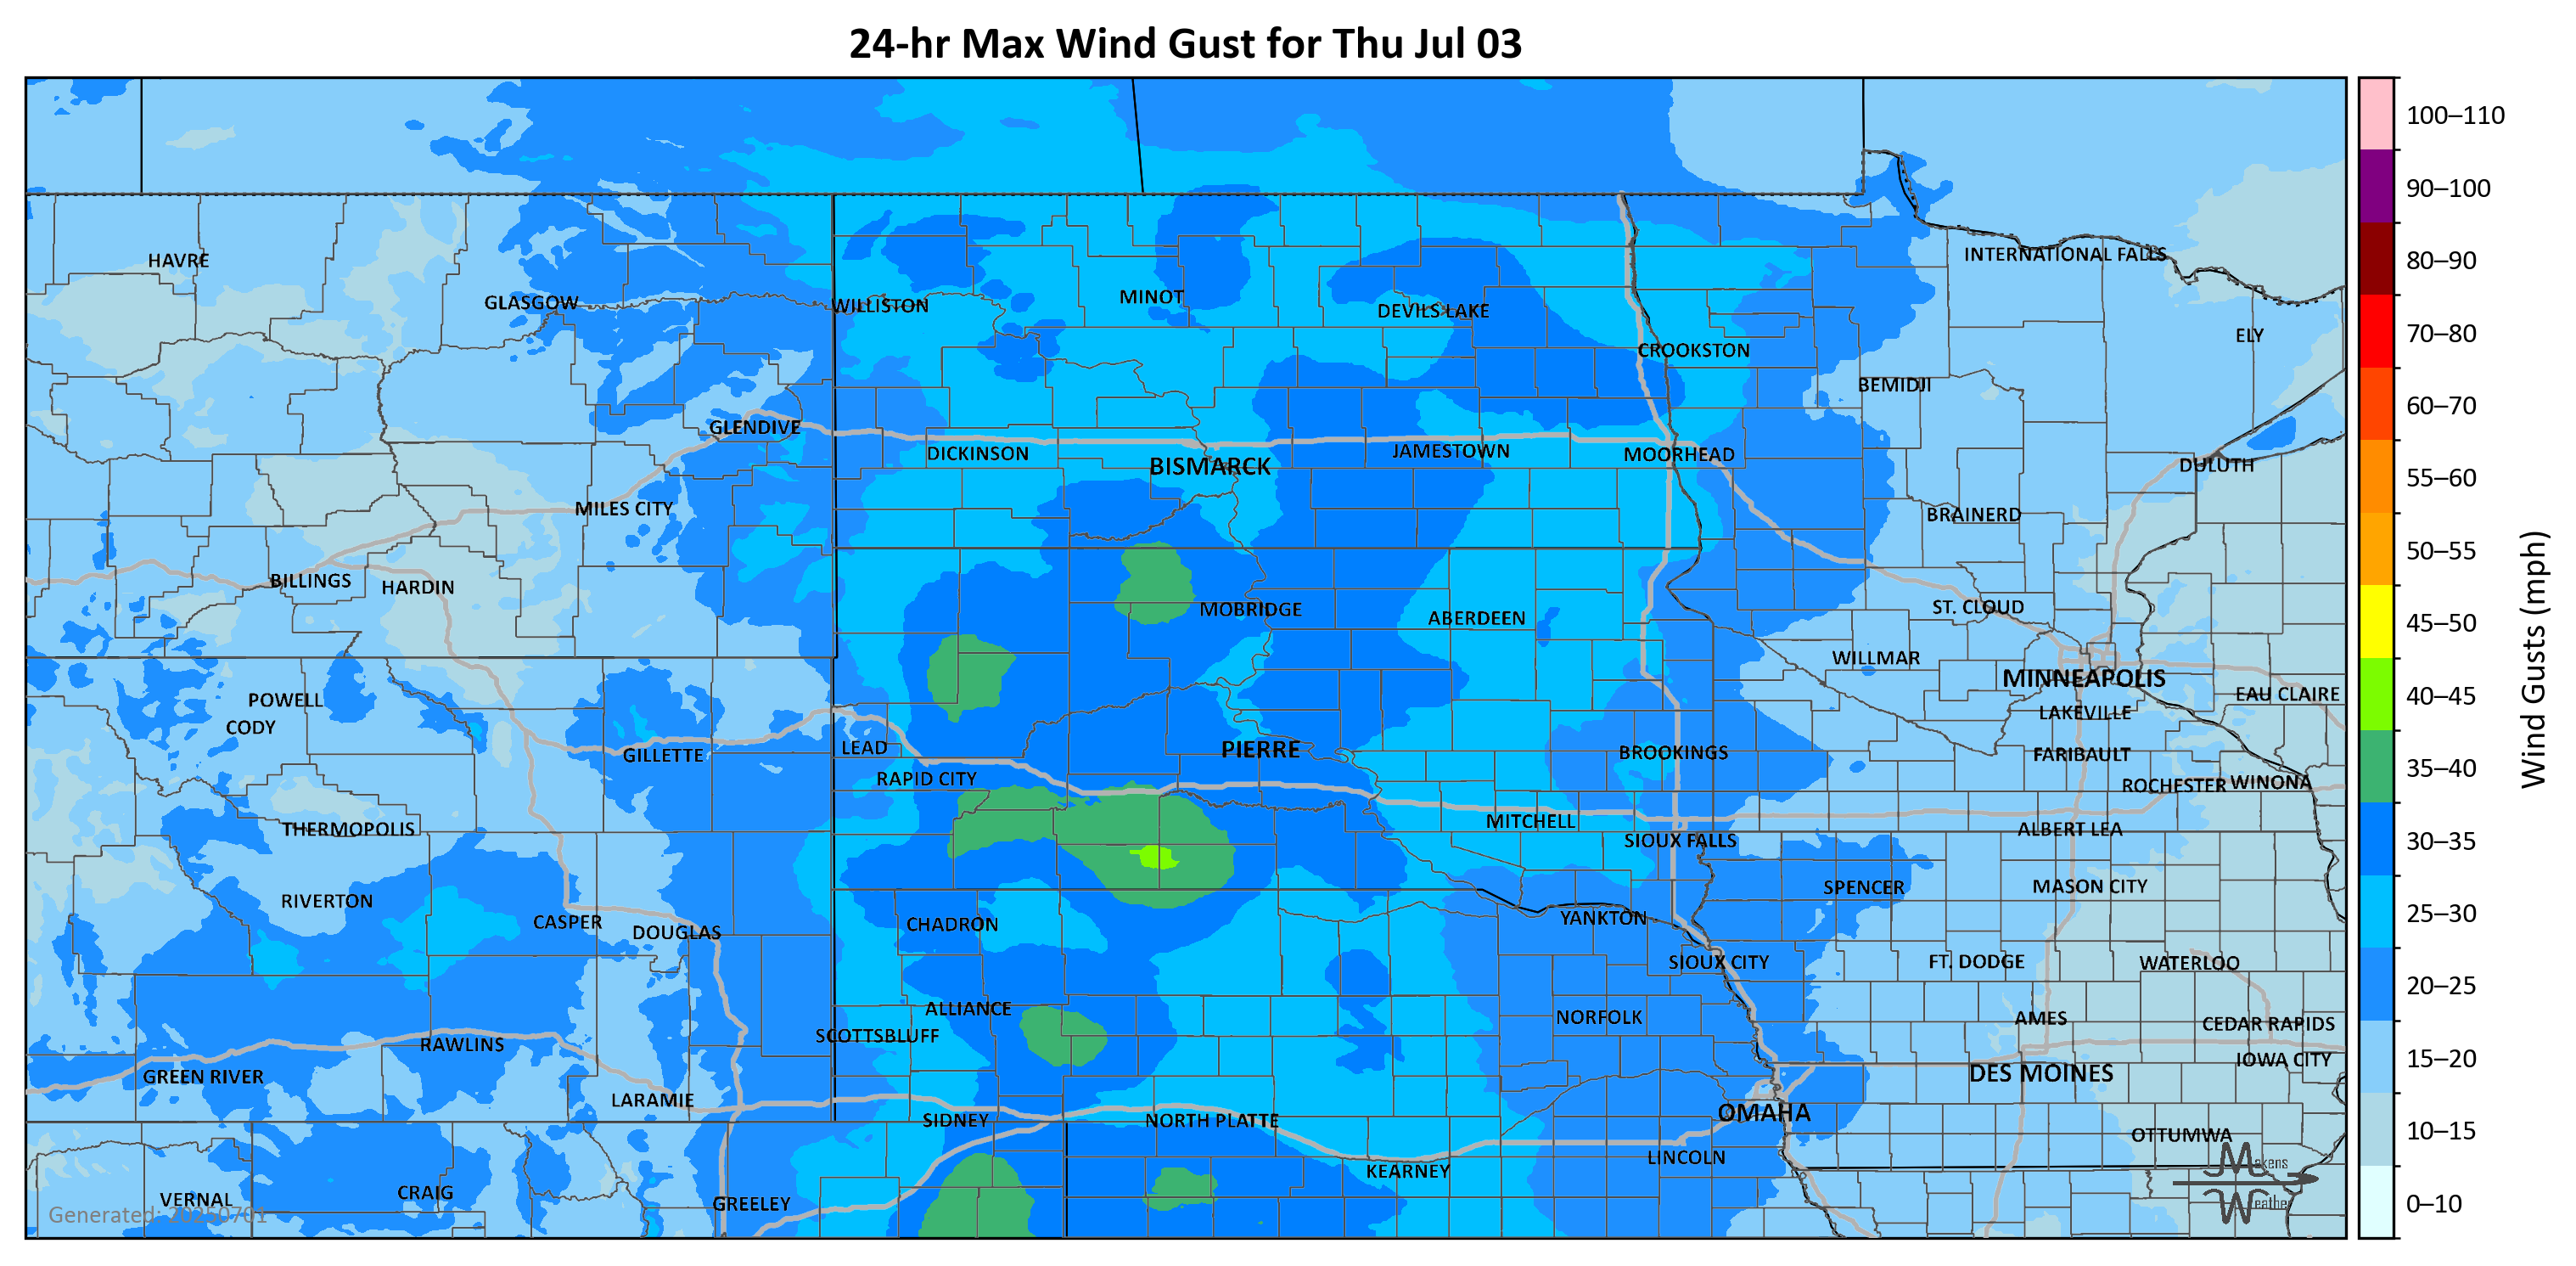 24-hr Max Wind Gust for Thu Jul 03
100–110
90–100
80–90
70–80
60–70
55–60
50–55
45–50
40–45
35–40
30–35
25–30
20–25
15–20
10–15
0–10
Wind Gusts (mph)
HAVRE
INTERNATIONAL FALLS
GLASGOW
WILLISTON
MINOT
DEVILS LAKE
ELY
CROOKSTON
BEMIDJI
GLENDIVE
DICKINSON
BISMARCK
JAMESTOWN
MOORHEAD
DULUTH
MILES CITY
BRAINERD
BILLINGS
HARDIN
MOBRIDGE
ABERDEEN
ST. CLOUD
WILLMAR
MINNEAPOLIS
POWELL
EAU CLAIRE
CODY
LAKEVILLE
GILLETTE
LEAD
PIERRE
BROOKINGS
FARIBAULT
RAPID CITY
ROCHESTER
WINONA
THERMOPOLIS
MITCHELL
ALBERT LEA
SIOUX FALLS
RIVERTON
SPENCER
MASON CITY
CASPER
DOUGLAS
CHADRON
YANKTON
SIOUX CITY
FT. DODGE
WATERLOO
ALLIANCE
NORFOLK
AMES
CEDAR RAPIDS
RAWLINS
SCOTTSBLUFF
IOWA CITY
GREEN RIVER
DES MOINES
LARAMIE
SIDNEY
NORTH PLATTE
OMAHA
OTTUMWA
LINCOLN
KEARNEY
VERNAL
CRAIG
GREELEY
Makens
Weather
Generated: 20250701